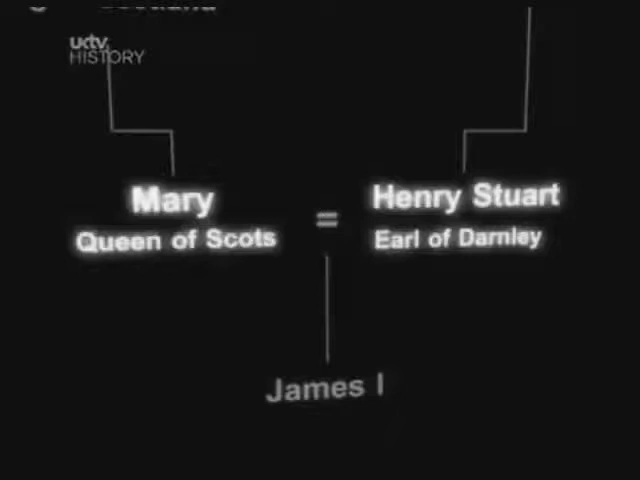 uktv
HISTORY
Mary
Queen of Scots
=
Henry Stuart
Earl of Darnley
James I